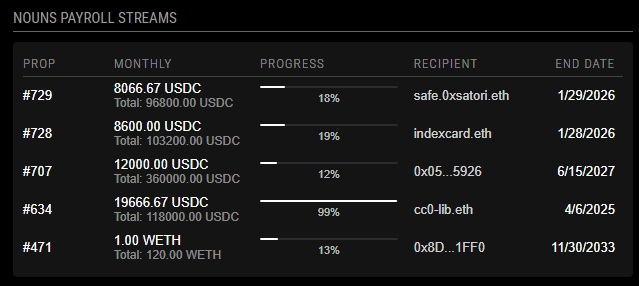 NOUNS PAYROLL STREAMS
PROP MONTHLY PROGRESS RECIPIENT END DATE
#729 8066.67 USDC 18% safe.0xsatori.eth 1/29/2026
Total: 96800.00 USDC
#728 8600.00 USDC 19% indexcard.eth 1/28/2026
Total: 103200.00 USDC
#707 12000.00 USDC 12% 0x05...5926 6/15/2027
Total: 360000.00 USDC
#634 19666.67 USDC 99% cc0-lib.eth 4/6/2025
Total: 118000.00 USDC
#471 1.00 WETH 13% 0x8D...1FF0 11/30/2033
Total: 120.00 WETH